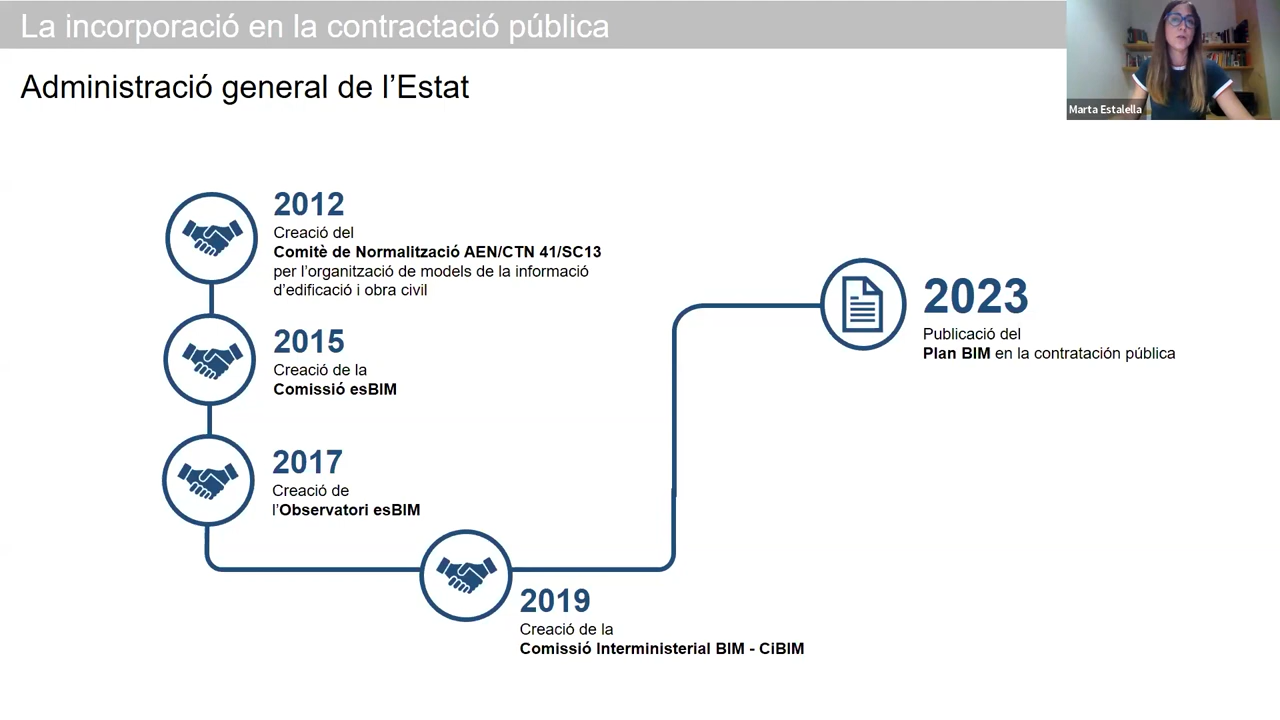 La incorporació en la contractació pública
Marta Estalella
Administració general de l’Estat
2012
Creació del
Comitè de Normalització AEN/CTN 41/SC13
per l’organització de models de la informació
d’edificació i obra civil
2015
Creació de la
Comissió esBIM
2017
Creació de
l’Observatori esBIM
2019
Creació de la
Comissió Interministerial BIM - CiBIM
2023
Publicació del
Plan BIM en la contratación pública